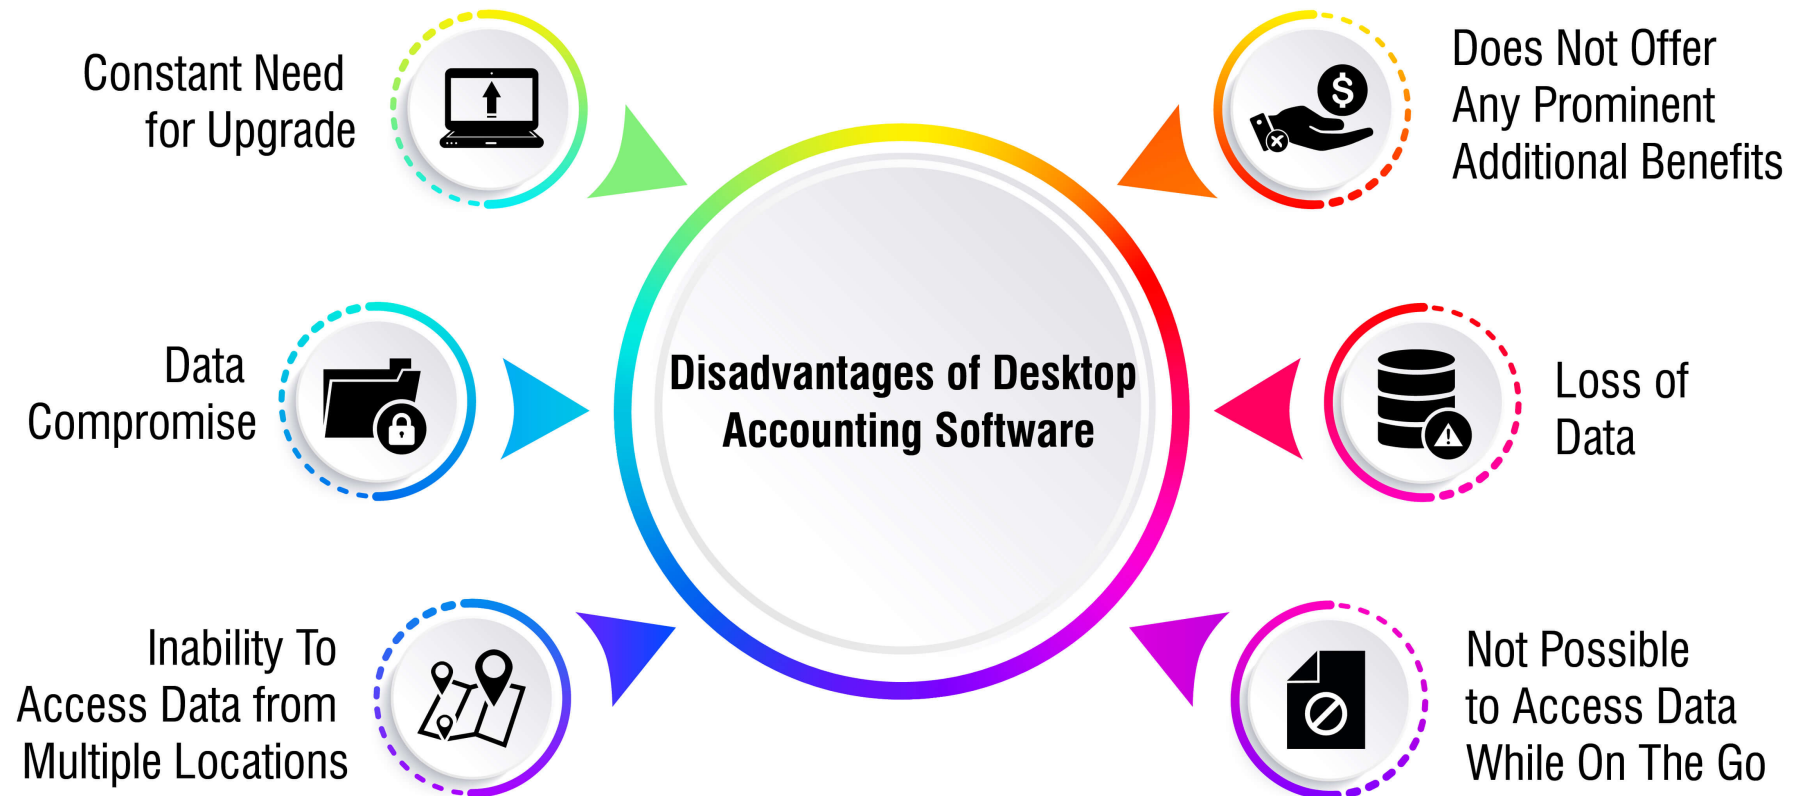 Constant Need
for Upgrade
Data
Compromise
Inability To
Access Data from
Multiple Locations
Disadvantages of Desktop
Accounting Software
Does Not Offer
Any Prominent
Additional Benefits
$
Loss of
Data
Not Possible
to Access Data
While On The Go